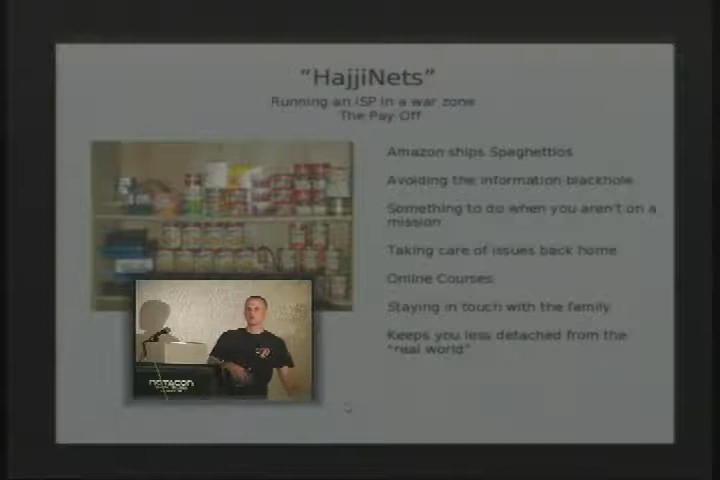 “HajjiNets”
Running an ISP in a war zone
The Pay Off
Amazon ships Spaghettios
Avoiding the information blackhole
Something to do when you aren't on a
mission
Taking care of issues back home
Online Courses
Staying in touch with the family
Keeps you less detached from the
“real world”
NOTACON